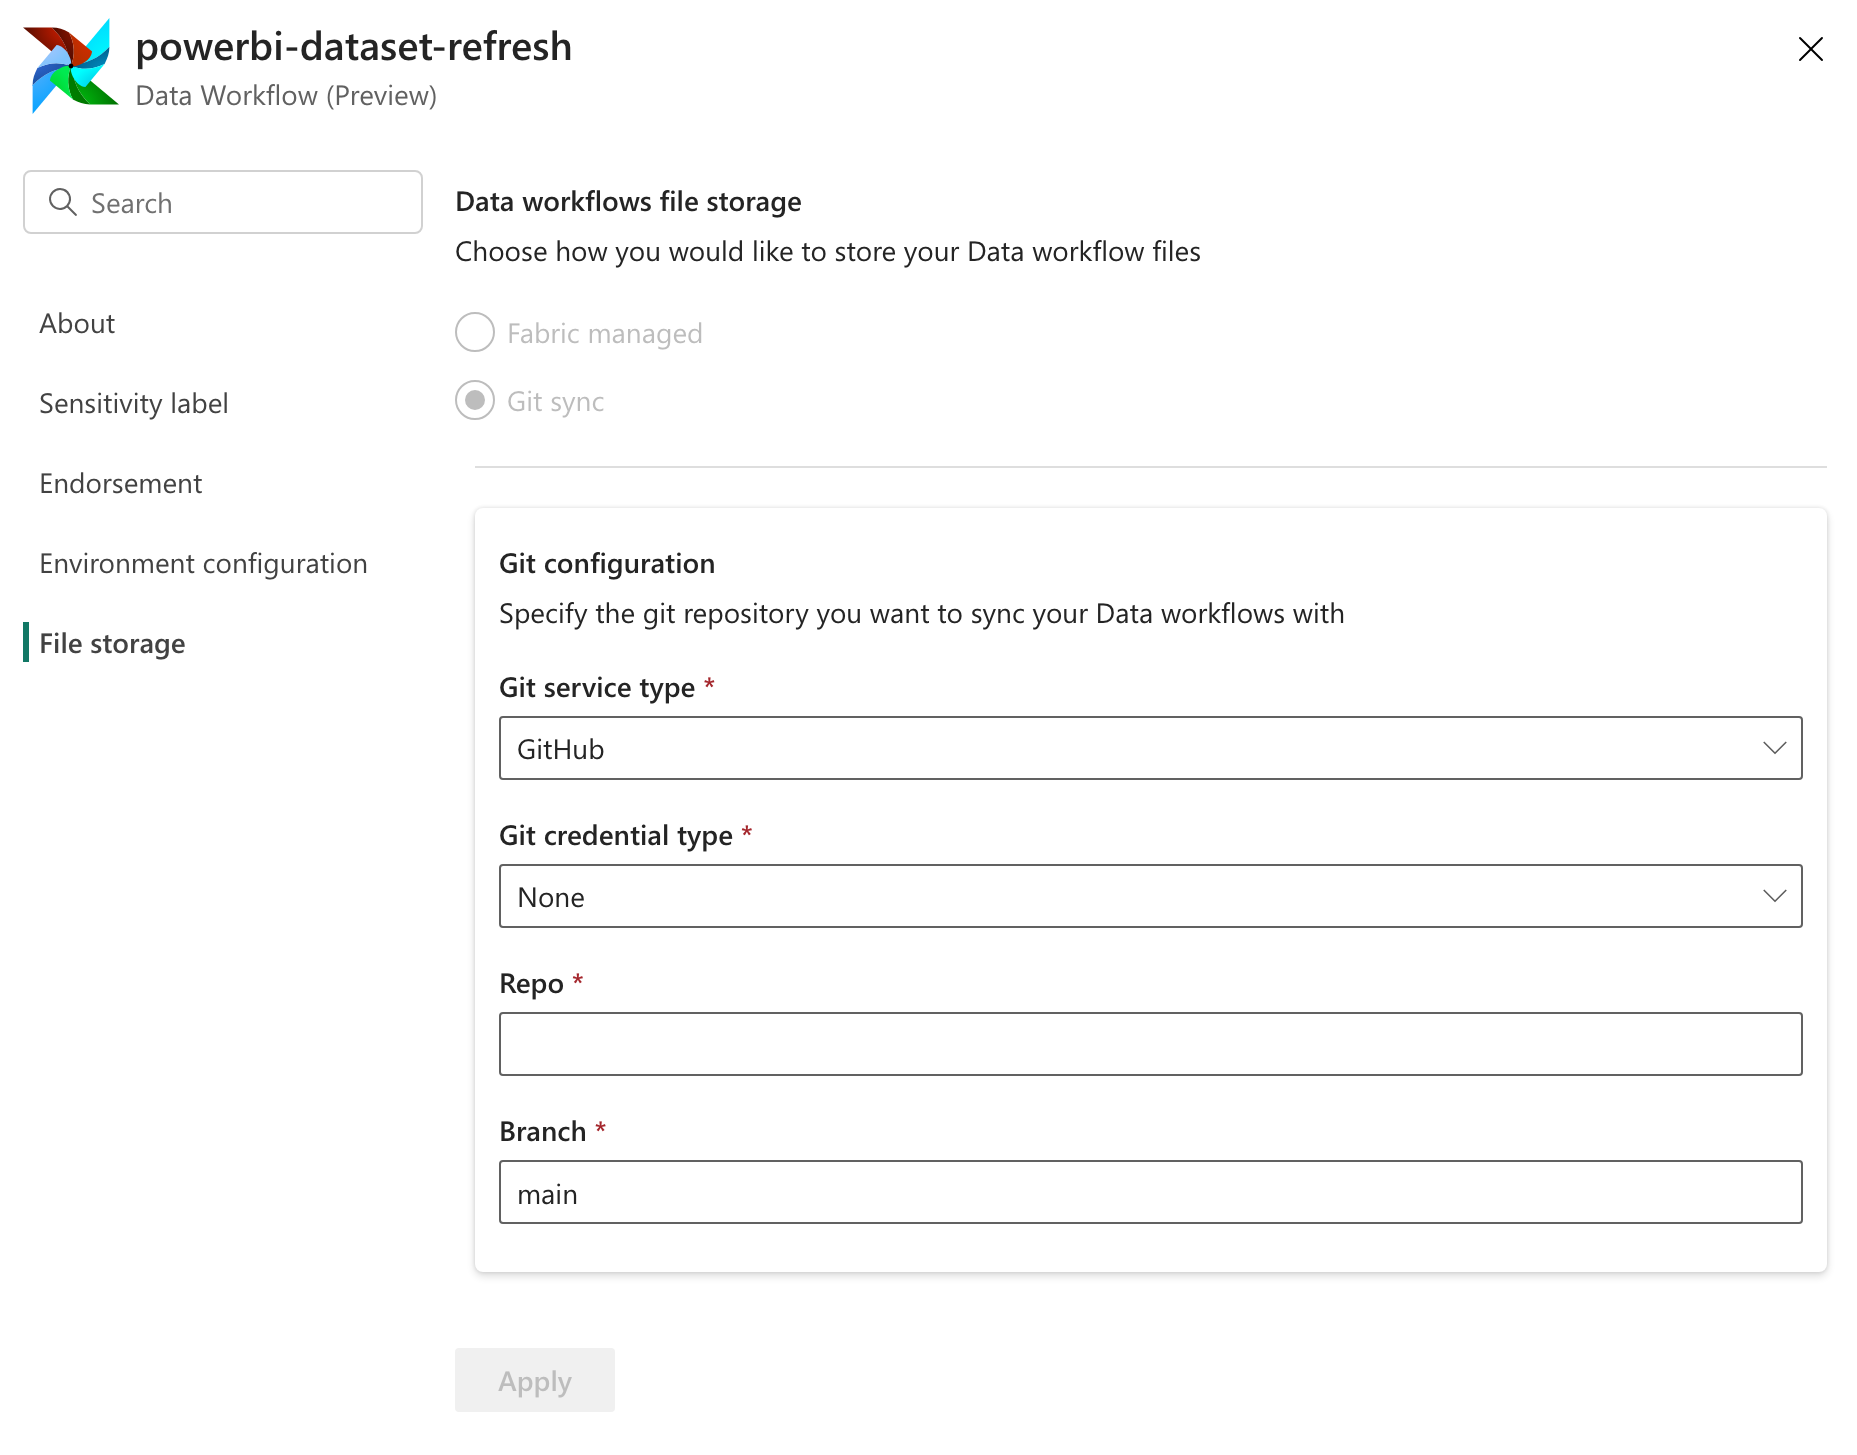 powerbi-dataset-refresh
Data Workflow (Preview)
Search
About
Sensitivity label
Endorsement
Environment configuration
File storage
Data workflows file storage
Choose how you would like to store your Data workflow files
Fabric managed
Git sync
Git configuration
Specify the git repository you want to sync your Data workflows with
Git service type *
GitHub
Git credential type *
None
Repo *
Branch *
main
Apply